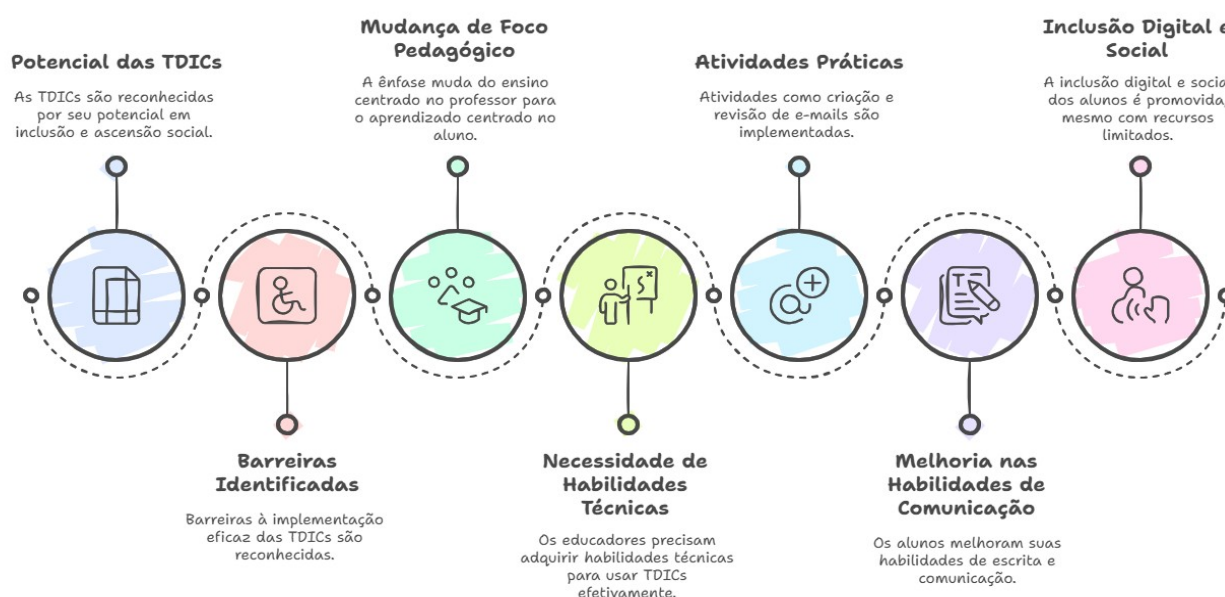 Potencial das TDICs
As TDICs são reconhecidas
por seu potencial em
inclusão e ascensão social.
Barreiras
Identificadas
Barreiras à implementação
eficaz das TDICs são
reconhecidas.
Mudança de Foco
Pedagógico
A ênfase muda do ensino
centrado no professor para
o aprendizado centrado no
aluno.
Necessidade de
Habilidades
Técnicas
Os educadores precisam
adquirir habilidades técnicas
para usar TDICs
efetivamente.
Atividades Práticas
Atividades como criação e
revisão de e-mails são
implementadas.
Melhoria nas
Habilidades de
Comunicação
Os alunos melhoram suas
habilidades de escrita e
comunicação.
Inclusão Digital e
Social
A inclusão digital e social
dos alunos é promovida,
mesmo com recursos
limitados.